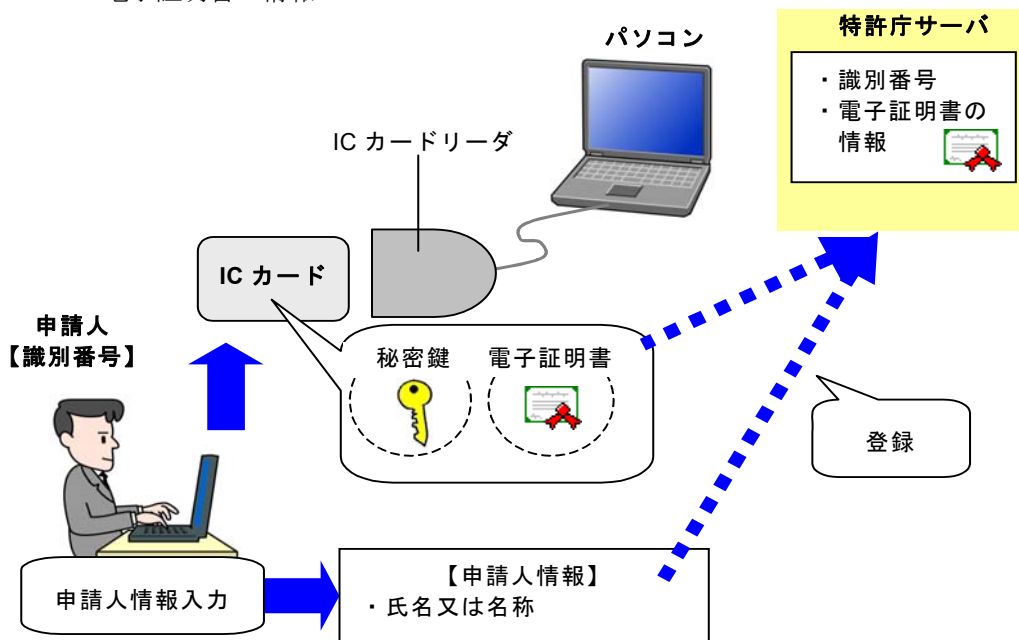 パソコン
特許庁サーバ
・識別番号
・電子証明書の
情報
IC カードリーダ
IC カード
申請人
【識別番号】
秘密鍵
電子証明書
登録
申請人情報入力
【申請人情報】
・氏名又は名称